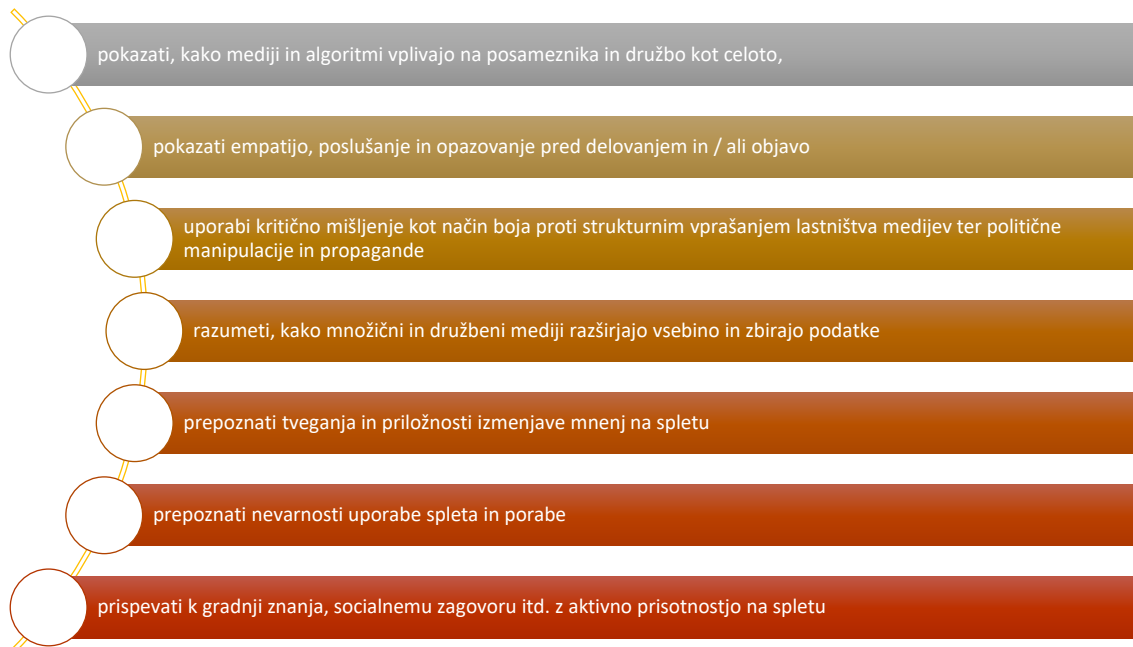 pokazati, kako mediji in algoritmi vplivajo na posameznika in družbo kot celoto,
pokazati empatijo, poslušanje in opazovanje pred delovanjem in / ali objavo
uporabi kritično mišljenje kot način boja proti strukturnim vprašanjem lastništva medijev ter politične
manipulacije in propagande
razumeti, kako množični in družbeni mediji razširjajo vsebino in zbirajo podatke
prepoznati tveganja in priložnosti izmenjave mnenj na spletu
prepoznati nevarnosti uporabe spleta in porabe
prispevati k gradnji znanja, socialnemu zagovoru itd. z aktivno prisotnostjo na spletu